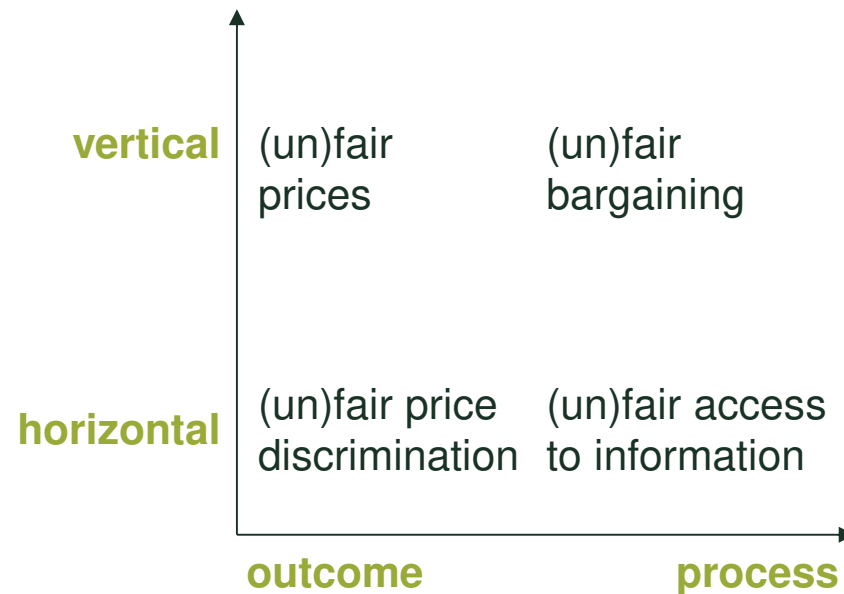 vertical
(un)fair
prices
(un)fair
bargaining
horizontal
(un)fair price
discrimination
(un)fair access
to information
outcome
process